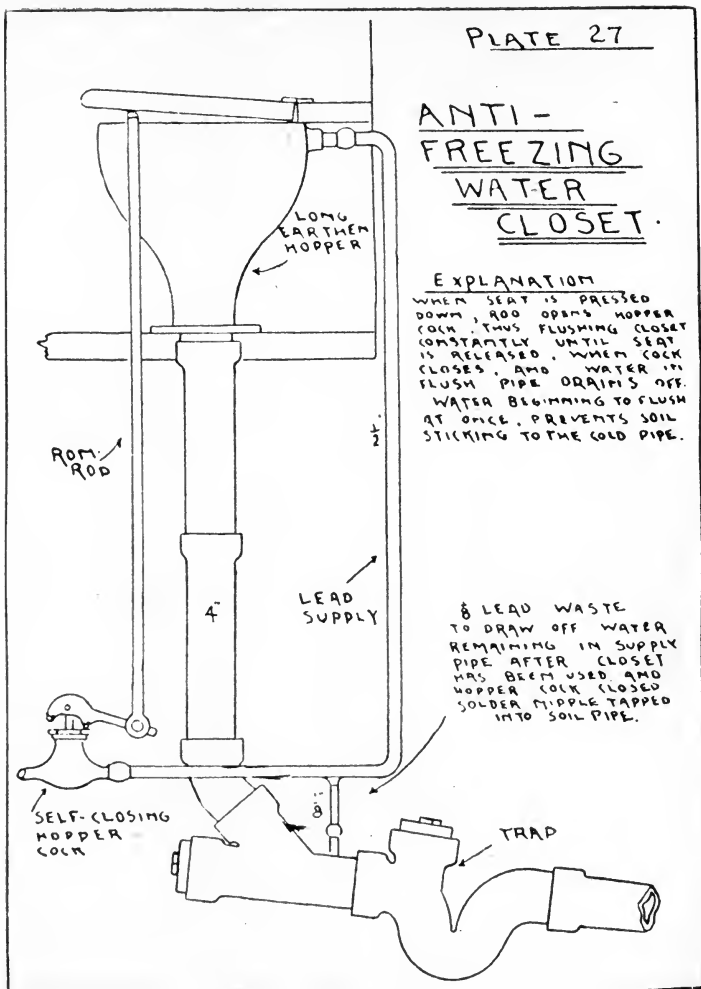 PLATE 27
ANTI-
FREEZING
WATER
CLOSET.
EXPLANATION
WHEN SEAT IS PRESSED
DOWN, ROD OPENS HOPPER
COCK, THUS FLUSHING CLOSET
CONSTANTLY UNTIL SEAT
IS RELEASED, WHEN COCK
CLOSES, AND WATER IN
FLUSH PIPE DRAINS OFF.
WATER BEGINNING TO FLUSH
AT ONCE, PREVENTS SOIL
STICKING TO THE COLD PIPE.
LONG
EARTHEN
HOPPER
ROM.
ROD
1/2"
4"
LEAD
SUPPLY
LEAD WASTE
TO DRAW OFF WATER
REMAINING IN SUPPLY
PIPE AFTER CLOSET
HAS BEEN USED, AND
HOPPER COCK CLOSED
SOLDER NIPPLE TAPPED
INTO SOIL PIPE.
SELF-CLOSING
HOPPER
COCK
TRAP